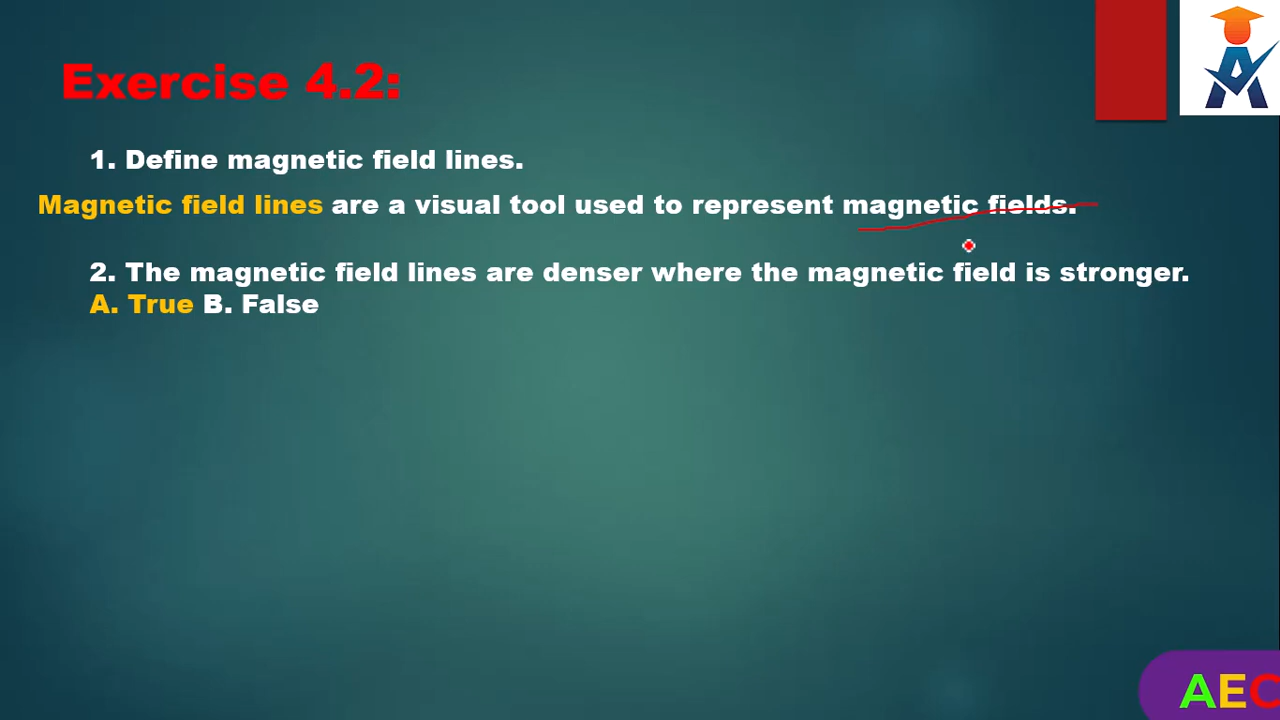 Exercise 4.2:
1. Define magnetic field lines.
Magnetic field lines are a visual tool used to represent magnetic fields.
2. The magnetic field lines are denser where the magnetic field is stronger.
A. True B. False
AEC